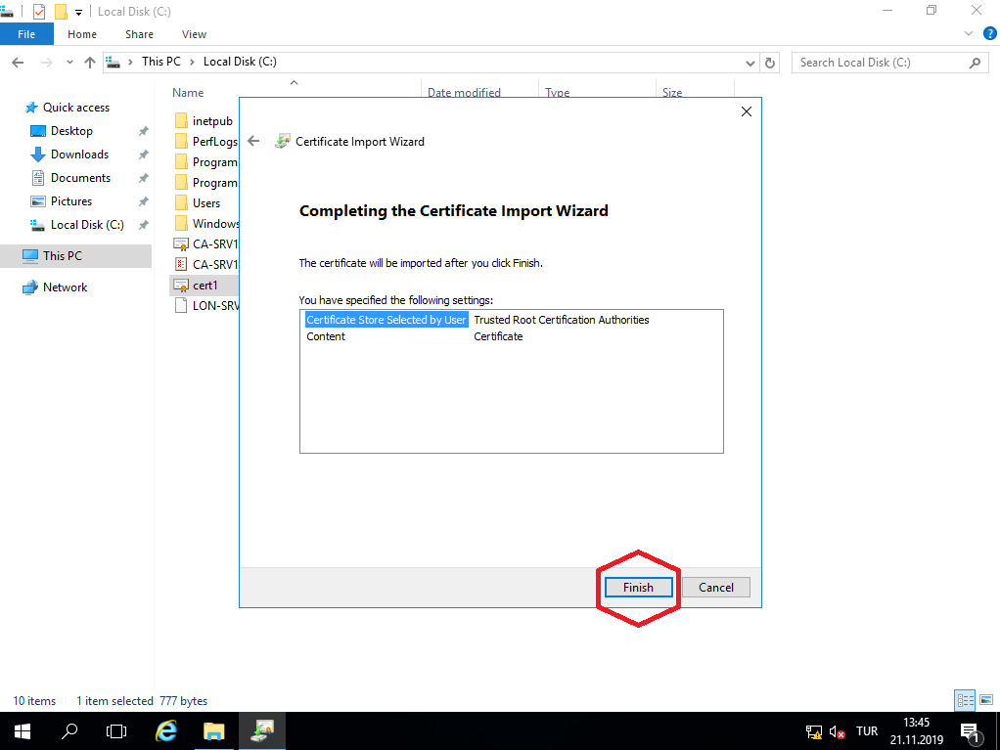 Local Disk (C:)
File Home Share View
This PC Local Disk (C:)
Search Local Disk (C:)
Name Date modified Type Size
Quick access
Desktop
Downloads
Documents
Pictures
Local Disk (C:)
This PC
Network
inetpub
PerfLogs
Program
Program
Users
Windows
CA-SRV1
CA-SRV1
cert1
LON-SRV
Certificate Import Wizard
Completing the Certificate Import Wizard
The certificate will be imported after you click Finish.
You have specified the following settings:
Certificate Store Selected by User Trusted Root Certification Authorities
Content Certificate
Finish Cancel
10 items 1 item selected 777 bytes
TUR
13:45
21.11.2019
1